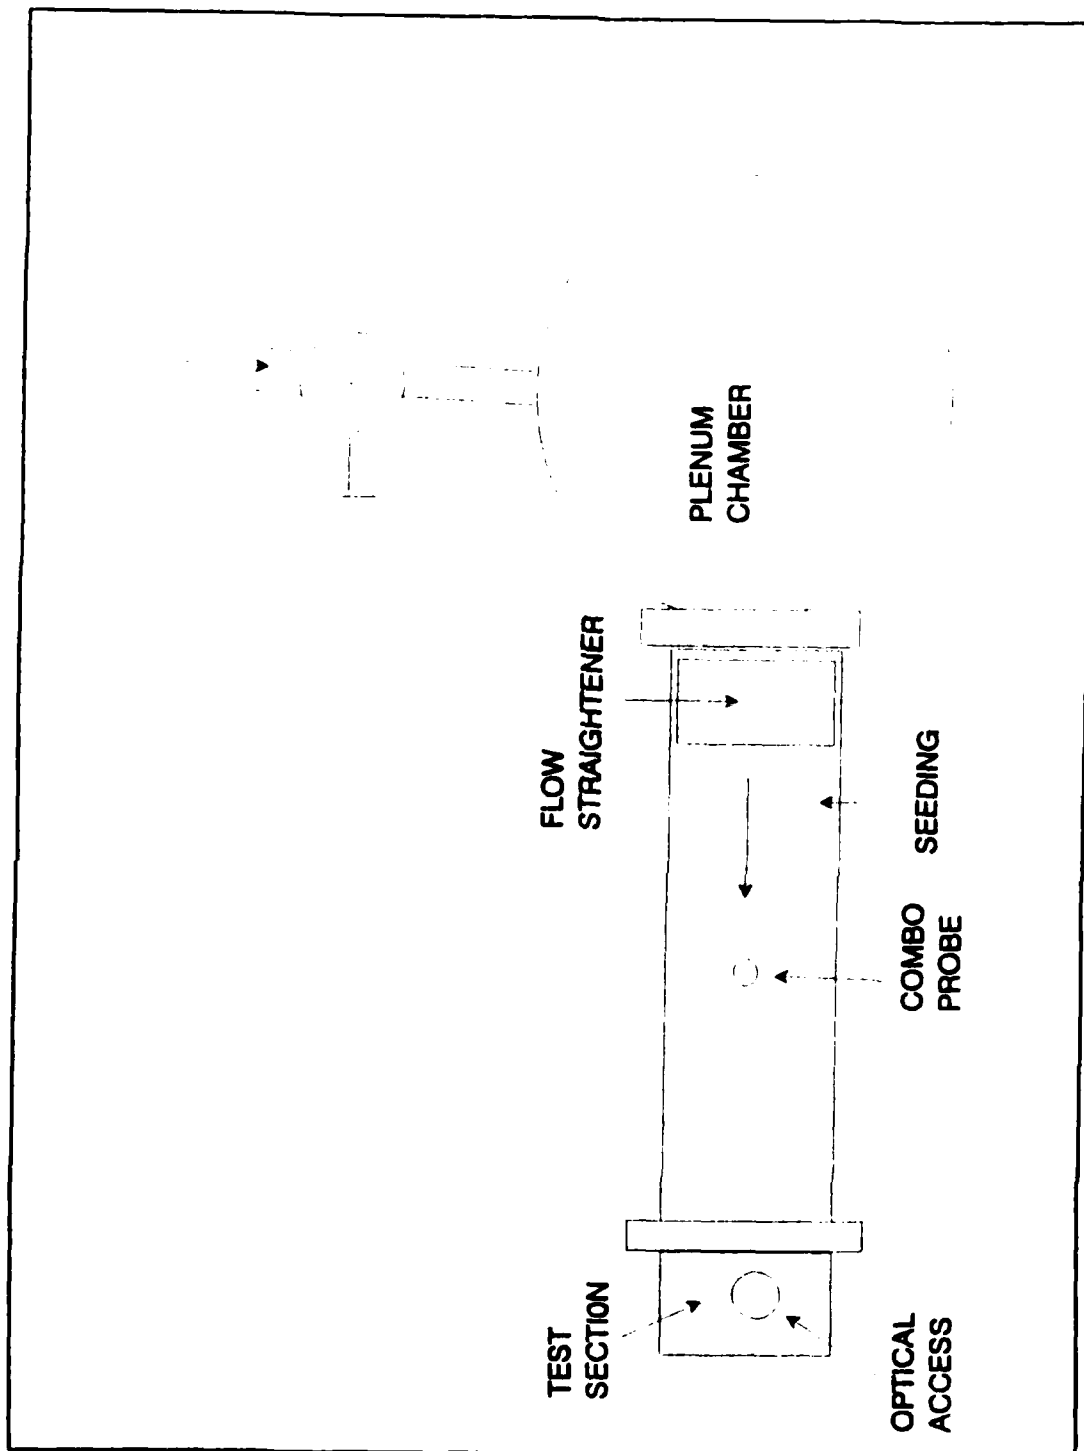 TEST
SECTION
FLOW
STRAIGHTENER
PLENUM
CHAMBER
OPTICAL
ACCESS
COMBO
PROBE
SEEDING